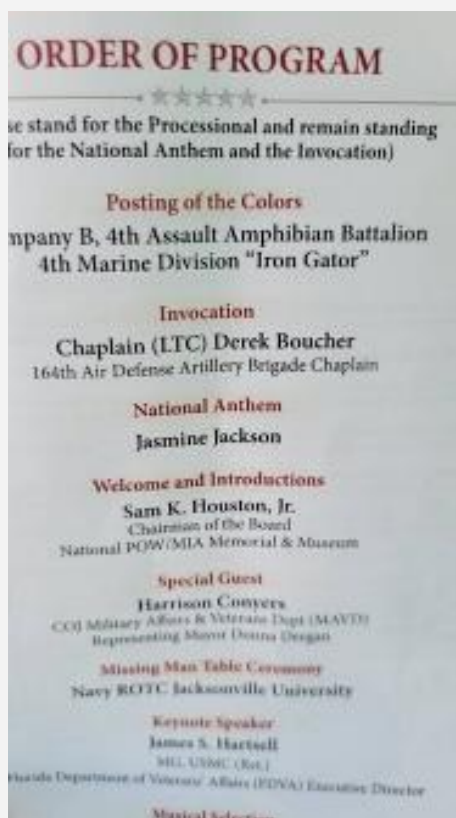 ORDER OF PROGRAM
se stand for the Processional and remain standing
for the National Anthem and the Invocation)
Posting of the Colors
mpany B, 4th Assault Amphibian Battalion
4th Marine Division "Iron Gator"
Invocation
Chaplain (LTC) Derek Boucher
164th Air Defense Artillery Brigade Chaplain
National Anthem
Jasmine Jackson
Welcome and Introductions
Sam K. Houston, Jr.
Chairman of the Board
National POW/MIA Memorial & Museum
Special Guest
Harrison Conyers
COJ Military Affairs & Veterans Dept (MAVD)
Representing Mayor Donna Deegan
Missing Man Table Ceremony
Navy ROTC Jacksonville University
Keynote Speaker
James S. Hartsell
MG, USMC (Ret.)
Department of Veterans' Affairs (FDVA) Executive Director
Musical Selection